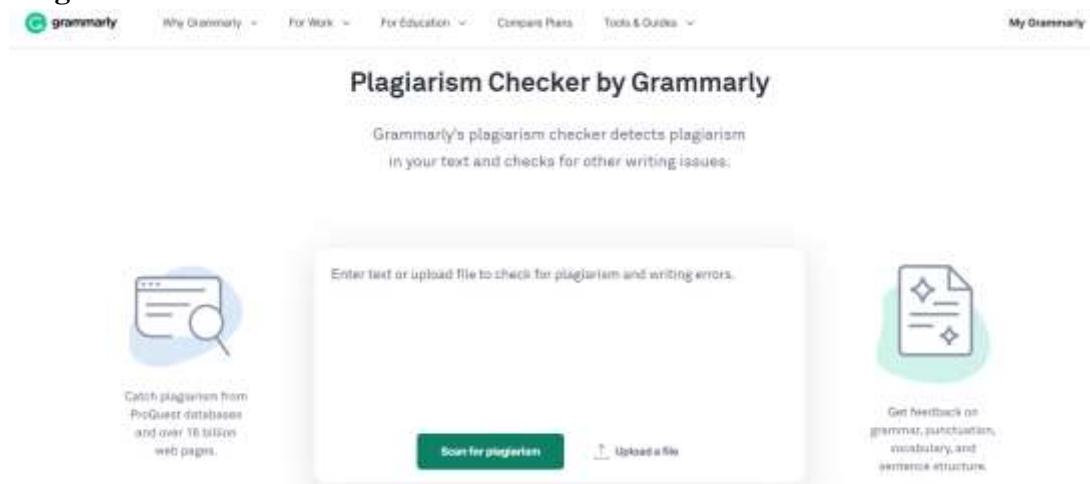 grammarly Why Grammarly For Work For Education Compare Plans Tools & Guides My Grammarly
Plagiarism Checker by Grammarly
Grammarly's plagiarism checker detects plagiarism
in your text and checks for other writing issues.
Enter text or upload file to check for plagiarism and writing errors.
Catch plagiarism from
ProQuest databases
and over 16 billion
web pages.
Scan for plagiarism Upload a file
Get feedback on
grammar, punctuation,
vocabulary, and
sentence structure.